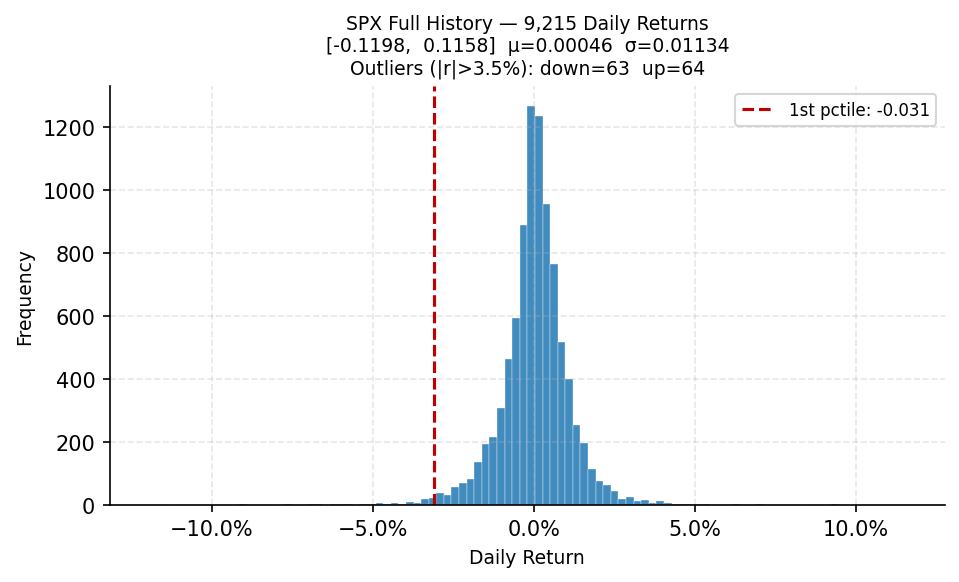 SPX Full History — 9,215 Daily Returns
[-0.1198,  0.1158]  μ=0.00046  σ=0.01134
Outliers (|r|>3.5%): down=63  up=64
1st pctile: -0.031
1200
1000
800
600
400
200
0
Frequency
−10.0%
−5.0%
0.0%
5.0%
10.0%
Daily Return